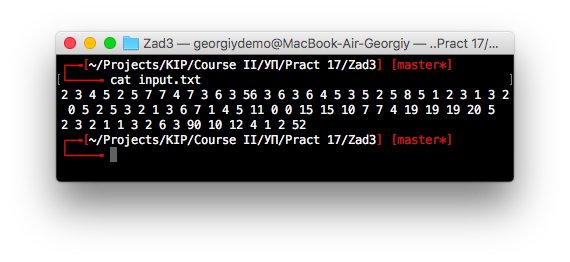 Zad3 — georgiydemo@MacBook-Air-Georgiy — ..Pract 17/...
[~/Projects/KIP/Course II/УП/Pract 17/Zad3] [master*]
cat input.txt
2 3 4 5 2 5 7 7 4 7 3 6 3 56 3 6 3 6 4 5 3 5 2 5 8 5 1 2 3 1 3 2
0 5 2 5 3 2 1 3 6 7 1 4 5 11 0 0 15 15 10 7 7 4 19 19 19 20 5
2 3 2 1 1 3 2 6 3 90 10 12 4 1 2 52
[~/Projects/KIP/Course II/УП/Pract 17/Zad3] [master*]